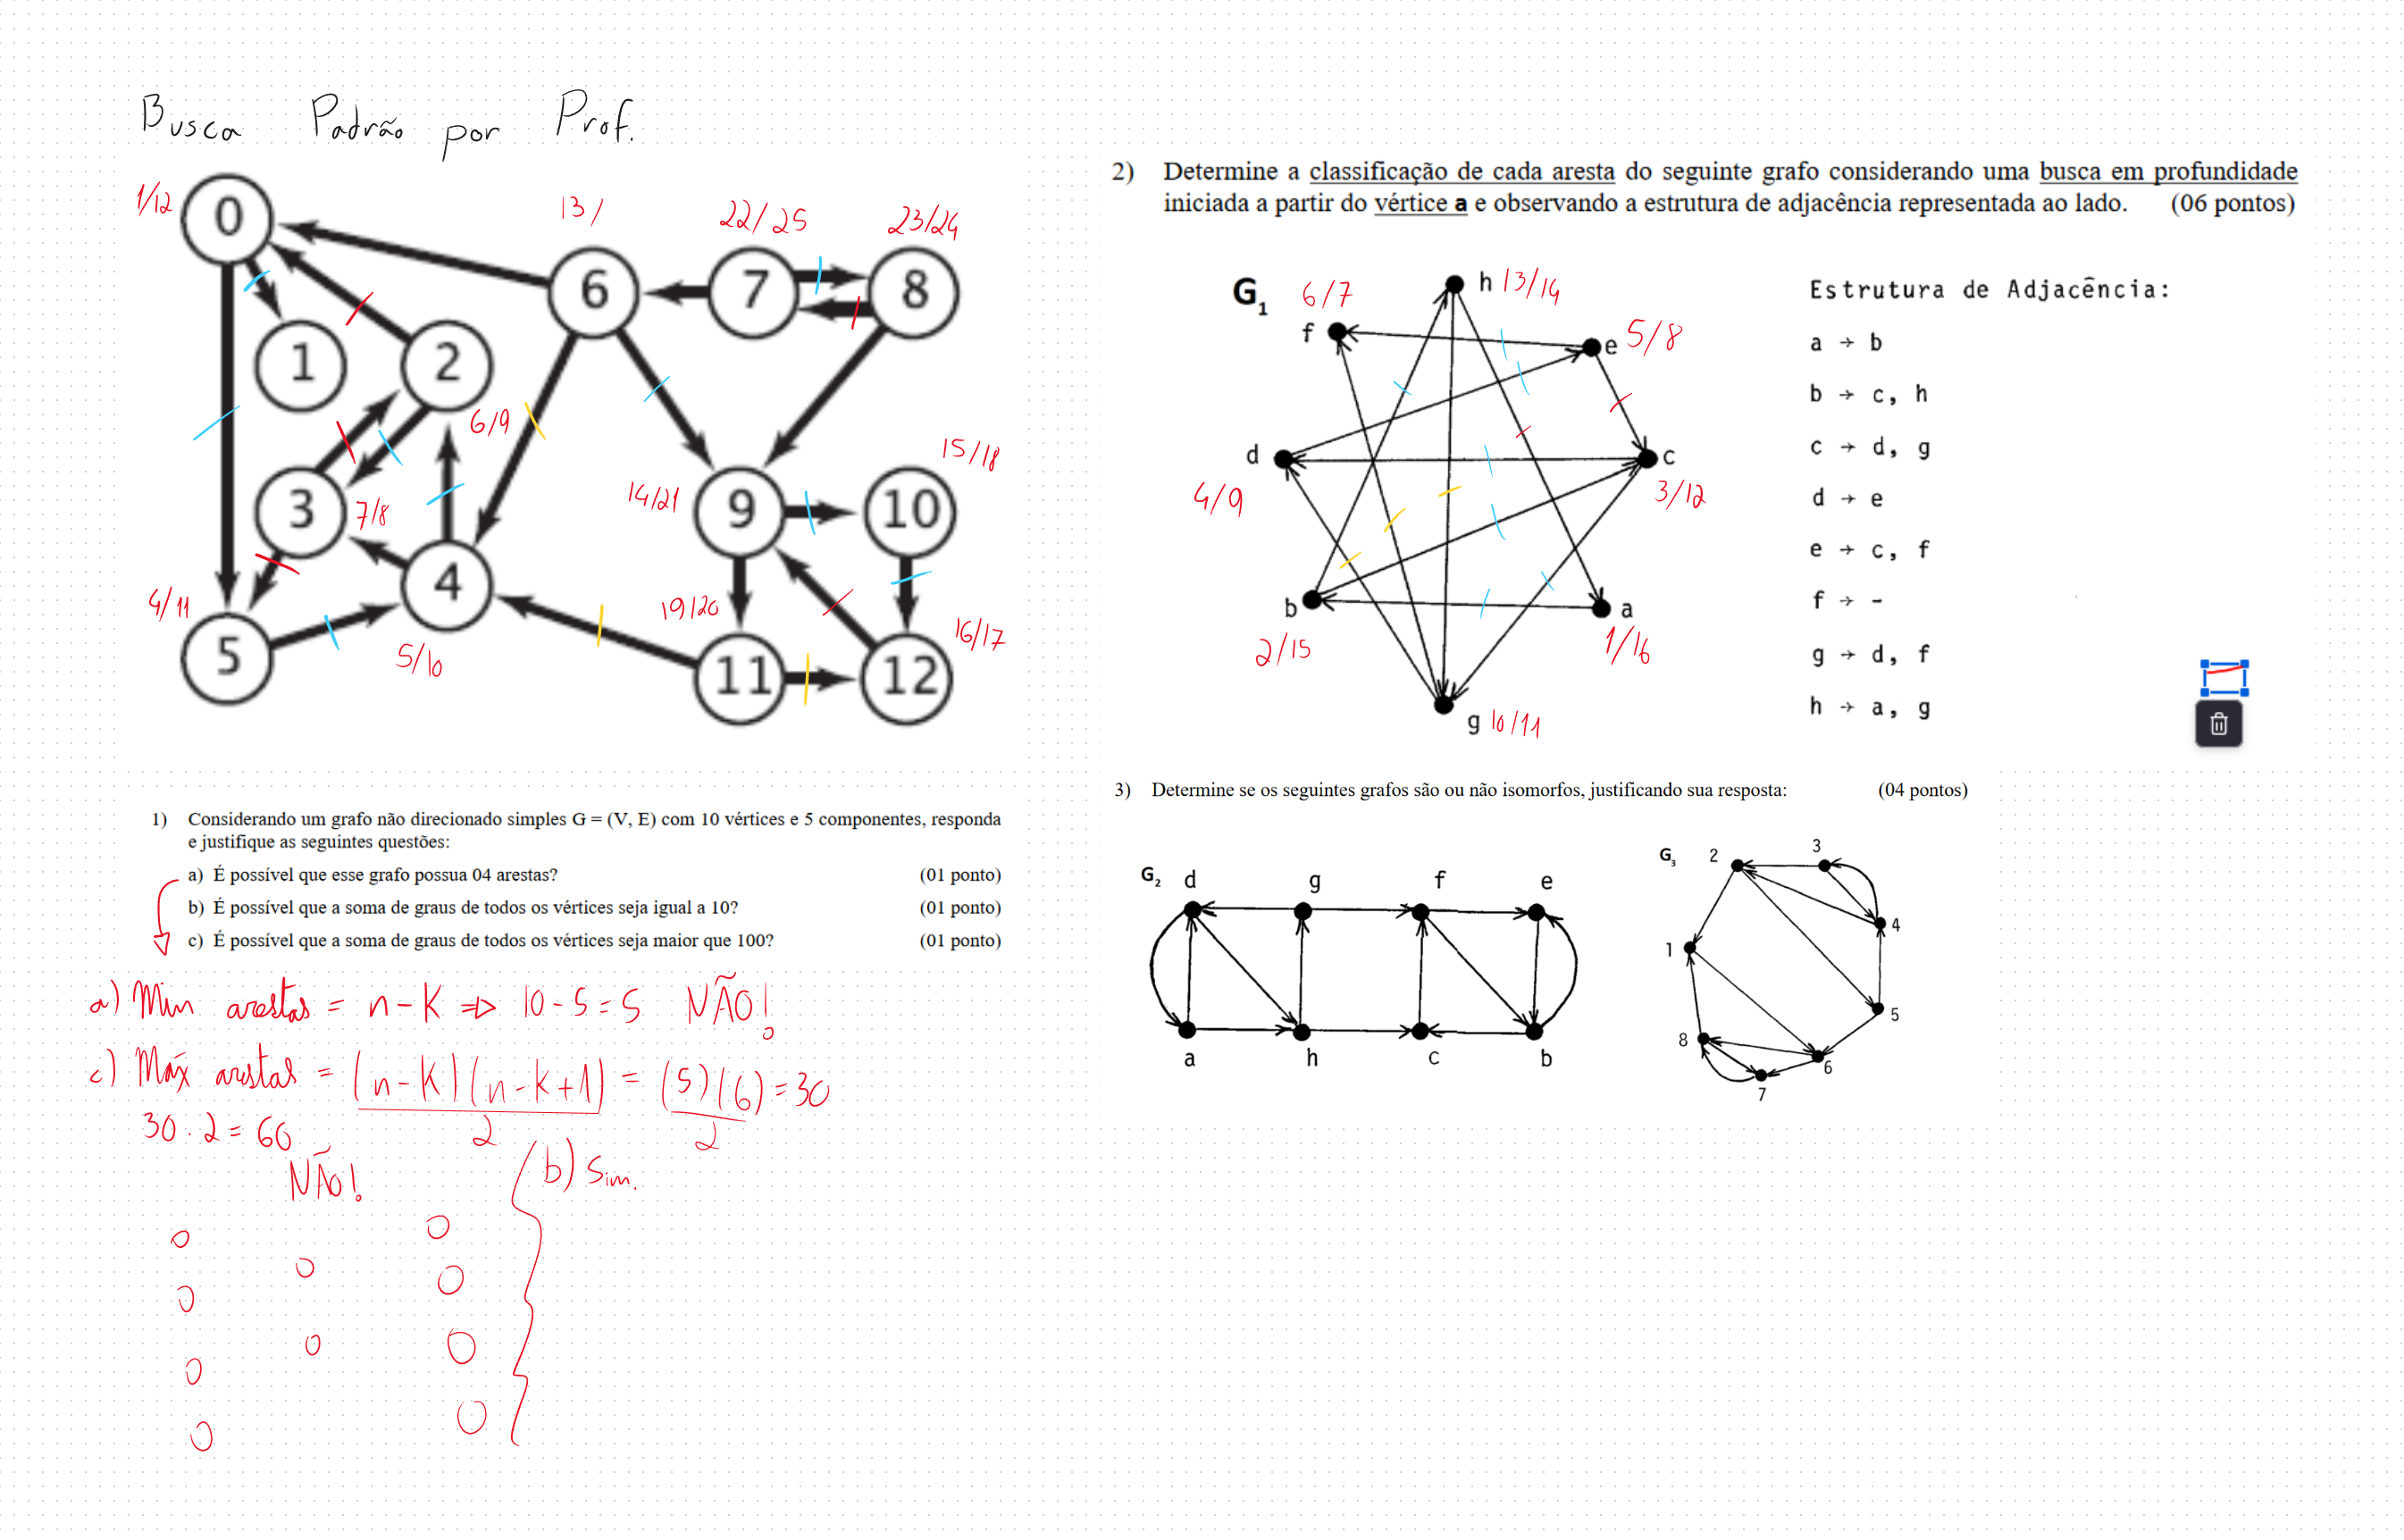 Busca Padrão por Prof.
1/12
0
13/
6
22/25
7
23/24
8
1
2
6/9
3
7/8
4
5/10
4/11
5
14/21
9
15/18
10
19/20
11
16/17
12
1) Considerando um grafo não direcionado simples G = (V, E) com 10 vértices e 5 componentes, responda
e justifique as seguintes questões:
a) É possível que esse grafo possua 04 arestas? (01 ponto)
b) É possível que a soma de graus de todos os vértices seja igual a 10? (01 ponto)
c) É possível que a soma de graus de todos os vértices seja maior que 100? (01 ponto)
a) Min arestas = n-K ⇒ 10-5=5 NÃO!
c) Máx arestas = (n-K)(n-K+1) = (5)(6) = 30
2 2
30.2=60
NÃO!
b) Sim.
2) Determine a classificação de cada aresta do seguinte grafo considerando uma busca em profundidade
iniciada a partir do vértice a e observando a estrutura de adjacência representada ao lado. (06 pontos)
G1
f 6/7
h 13/14
e 5/8
d
4/9
c
3/12
b
2/15
a
1/16
g 10/11
Estrutura de Adjacência:
a → b
b → c, h
c → d, g
d → e
e → c, f
f → -
g → d, f
h → a, g
3) Determine se os seguintes grafos são ou não isomorfos, justificando sua resposta: (04 pontos)
G2 d g f e
a h c b
G3 2 3
4
1
5
8
6
7